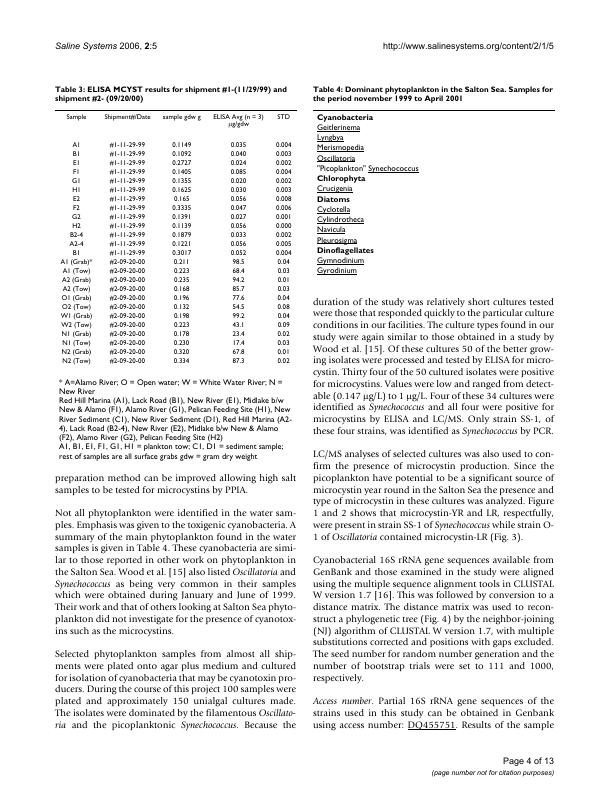 Saline Systems 2006, 2:5
http://www.salinesystems.org/content/2/1/5
Table 3: ELISA MCYST results for shipment #1-(11/29/99) and
shipment #2- (09/20/00)
Sample Shipment#/Date sample gdw g ELISA Avg (n = 3) STD
μg/gdw
A1 #1-11-29-99 0.1149 0.035 0.004
B1 #1-11-29-99 0.1092 0.040 0.003
E1 #1-11-29-99 0.2727 0.024 0.002
F1 #1-11-29-99 0.1405 0.085 0.004
G1 #1-11-29-99 0.1355 0.020 0.002
H1 #1-11-29-99 0.1625 0.030 0.003
E2 #1-11-29-99 0.165 0.056 0.008
F2 #1-11-29-99 0.3335 0.047 0.006
G2 #1-11-29-99 0.1391 0.027 0.001
H2 #1-11-29-99 0.1139 0.056 0.000
B2-4 #1-11-29-99 0.1879 0.033 0.002
A2-4 #1-11-29-99 0.1221 0.056 0.005
B1 #1-11-29-99 0.3017 0.052 0.004
A1 (Grab)* #2-09-20-00 0.211 98.5 0.04
A1 (Tow) #2-09-20-00 0.223 68.4 0.03
A2 (Grab) #2-09-20-00 0.235 94.2 0.01
A2 (Tow) #2-09-20-00 0.168 85.7 0.03
O1 (Grab) #2-09-20-00 0.196 77.6 0.04
O2 (Tow) #2-09-20-00 0.132 54.5 0.08
W1 (Grab) #2-09-20-00 0.198 99.2 0.04
W2 (Tow) #2-09-20-00 0.223 43.1 0.09
N1 (Grab) #2-09-20-00 0.178 23.4 0.02
N1 (Tow) #2-09-20-00 0.230 17.4 0.03
N2 (Grab) #2-09-20-00 0.320 67.8 0.01
N2 (Tow) #2-09-20-00 0.334 87.3 0.02
* A=Alamo River; O = Open water; W = White Water River; N =
New River
Red Hill Marina (A1), Lack Road (B1), New River (E1), Midlake b/w
New & Alamo (F1), Alamo River (G1), Pelican Feeding Site (H1), New
River Sediment (C1), New River Sediment (D1), Red Hill Marina (A2-
4), Lack Road (B2-4), New River (E2), Midlake b/w New & Alamo
(F2), Alamo River (G2), Pelican Feeding Site (H2)
A1, B1, E1, F1, G1, H1 = plankton tow; C1, D1 = sediment sample;
rest of samples are all surface grabs gdw = gram dry weight
preparation method can be improved allowing high salt
samples to be tested for microcystins by PPIA.
Not all phytoplankton were identified in the water sam-
ples. Emphasis was given to the toxigenic cyanobacteria. A
summary of the main phytoplankton found in the water
samples is given in Table 4. These cyanobacteria are simi-
lar to those reported in other work on phytoplankton in
the Salton Sea. Wood et al. [15] also listed Oscillatoria and
Synechococcus as being very common in their samples
which were obtained during January and June of 1999.
Their work and that of others looking at Salton Sea phyto-
plankton did not investigate for the presence of cyanotox-
ins such as the microcystins.
Selected phytoplankton samples from almost all ship-
ments were plated onto agar plus medium and cultured
for isolation of cyanobacteria that may be cyanotoxin pro-
ducers. During the course of this project 100 samples were
plated and approximately 150 unialgal cultures made.
The isolates were dominated by the filamentous Oscillato-
ria and the picoplanktonic Synechococcus. Because the
Table 4: Dominant phytoplankton in the Salton Sea. Samples for
the period november 1999 to April 2001
Cyanobacteria
Geitlerinema
Lyngbya
Merismopedia
Oscillatoria
"Picoplankton" Synechococcus
Chlorophyta
Crucigenia
Diatoms
Cyclotella
Cylindrotheca
Navicula
Pleurosigma
Dinoflagellates
Gymnodinium
Gyrodinium
duration of the study was relatively short cultures tested
were those that responded quickly to the particular culture
conditions in our facilities. The culture types found in our
study were again similar to those obtained in a study by
Wood et al. [15]. Of these cultures 50 of the better grow-
ing isolates were processed and tested by ELISA for micro-
cystin. Thirty four of the 50 cultured isolates were positive
for microcystins. Values were low and ranged from detect-
able (0.147 μg/L) to 1 μg/L. Four of these 34 cultures were
identified as Synechococcus and all four were positive for
microcystins by ELISA and LC/MS. Only strain SS-1, of
these four strains, was identified as Synechococcus by PCR.
LC/MS analyses of selected cultures was also used to con-
firm the presence of microcystin production. Since the
picoplankton have potential to be a significant source of
microcystin year round in the Salton Sea the presence and
type of microcystin in these cultures was analyzed. Figure
1 and 2 shows that microcystin-YR and LR, respectfully,
were present in strain SS-1 of Synechococcus while strain O-
1 of Oscillatoria contained microcystin-LR (Fig. 3).
Cyanobacterial 16S rRNA gene sequences available from
GenBank and those examined in the study were aligned
using the multiple sequence alignment tools in CLUSTAL
W version 1.7 [16]. This was followed by conversion to a
distance matrix. The distance matrix was used to recon-
struct a phylogenetic tree (Fig. 4) by the neighbor-joining
(NJ) algorithm of CLUSTAL W version 1.7, with multiple
substitutions corrected and positions with gaps excluded.
The seed number for random number generation and the
number of bootstrap trials were set to 111 and 1000,
respectively.
Access number. Partial 16S rRNA gene sequences of the
strains used in this study can be obtained in Genbank
using access number: DQ455751. Results of the sample
Page 4 of 13
(page number not for citation purposes)